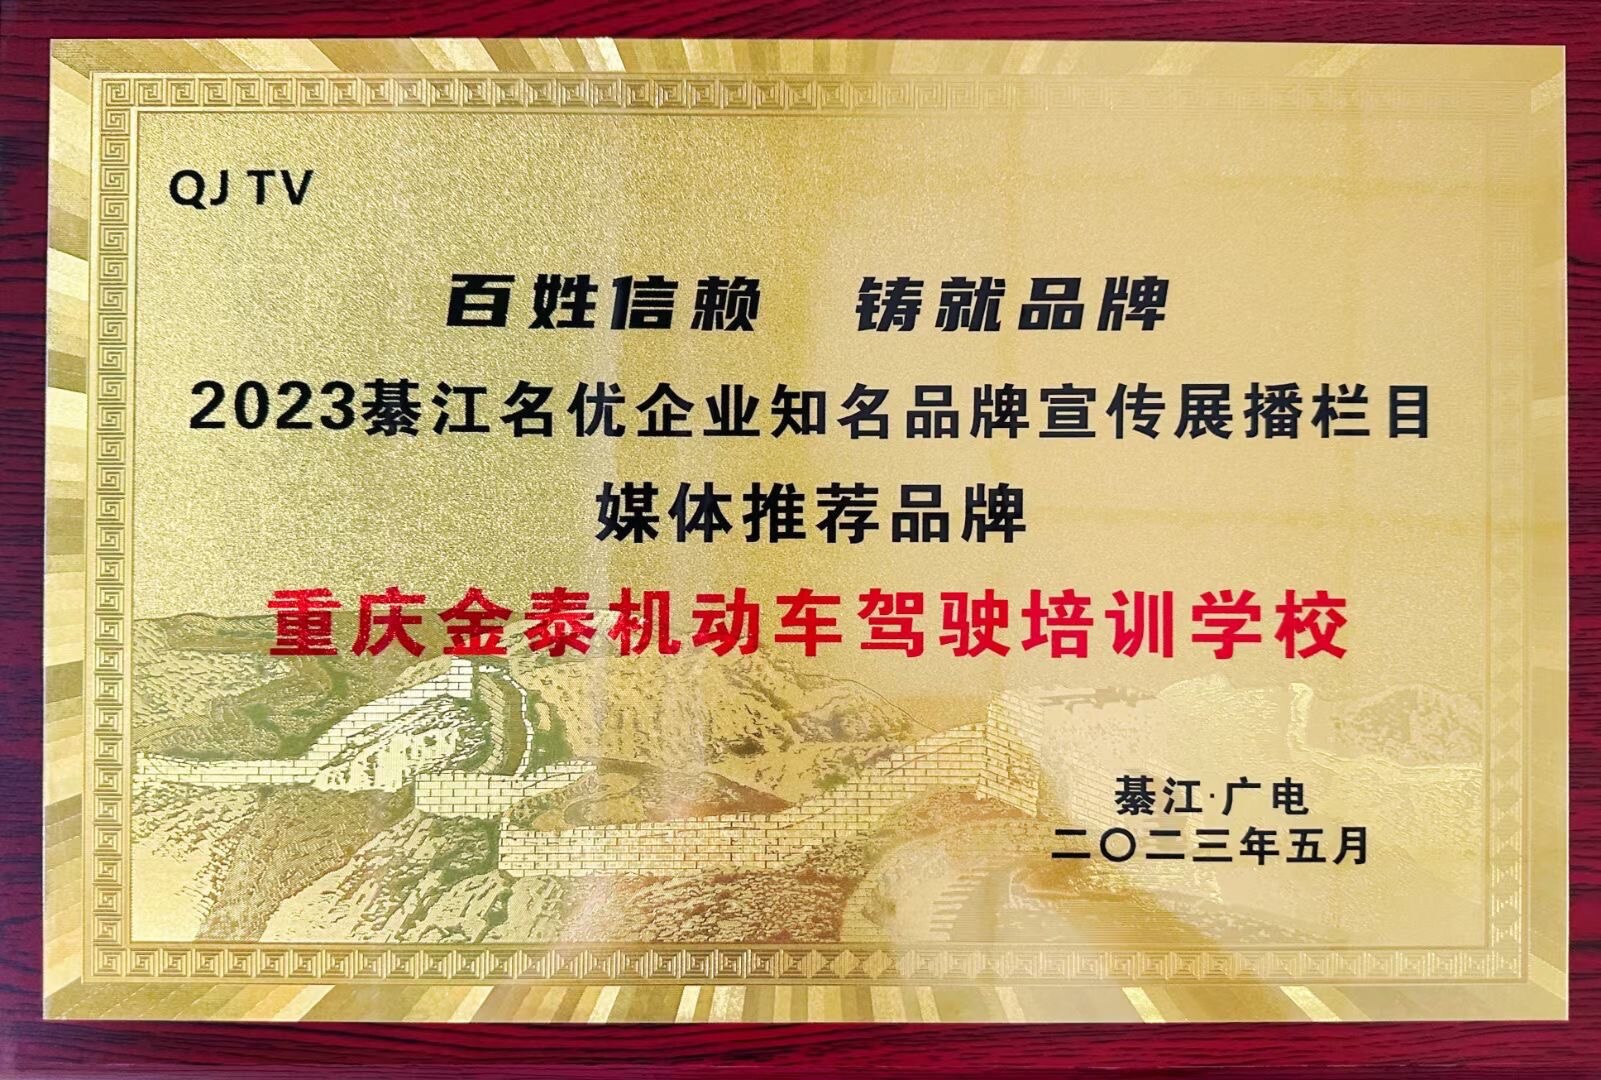 QJ TV
百姓信赖 铸就品牌
2023綦江名优企业知名品牌宣传展播栏目
媒体推荐品牌
重庆金泰机动车驾驶培训学校
綦江·广电
二〇二三年五月